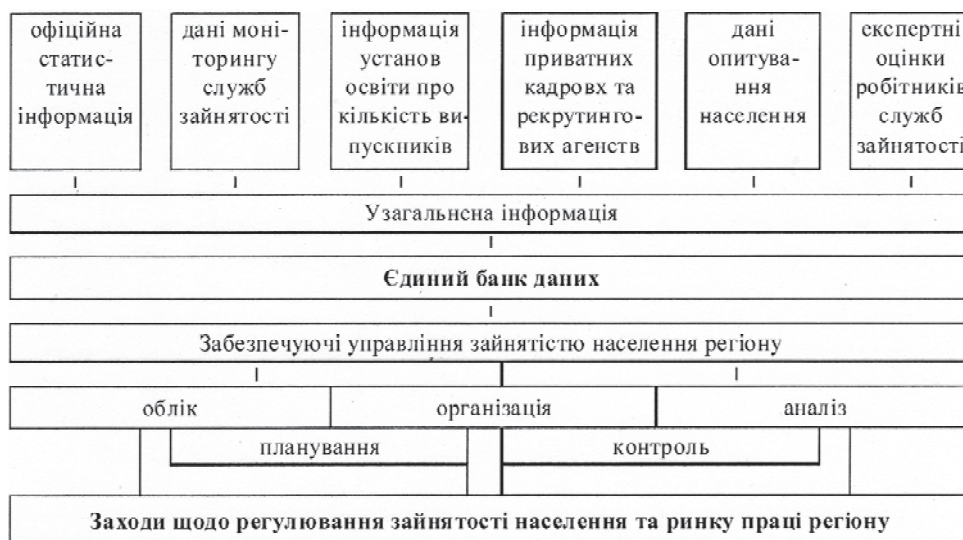 офіційна
статис-
тична
інформація
дані моні-
торингу
служб
зайнятості
інформація
установ
освіти про
кількість ви-
пускників
інформація
приватних
кадровх та
рекрутинго-
вих агенств
дані
опитува-
ння
населення
експертні
оцінки
робітників
служб
зайнятості
Узагальнена інформація
Єдиний банк даних
Забезпечуючі управління зайнятістю населення регіону
облік
організація
аналіз
планування
контроль
Заходи щодо регулювання зайнятості населення та ринку праці регіону